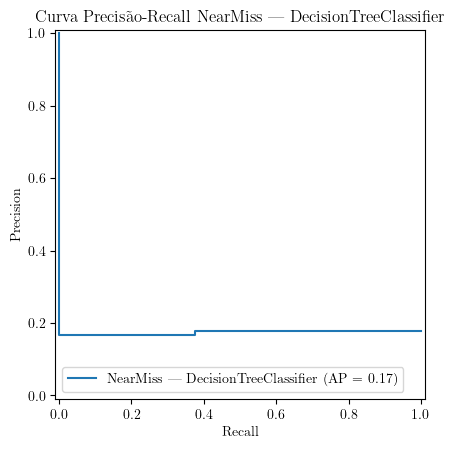 Curva Precisão-Recall NearMiss — DecisionTreeClassifier
1.0
0.8
0.6
0.4
0.2
0.0
Precision
NearMiss — DecisionTreeClassifier (AP = 0.17)
0.0 0.2 0.4 0.6 0.8 1.0
Recall